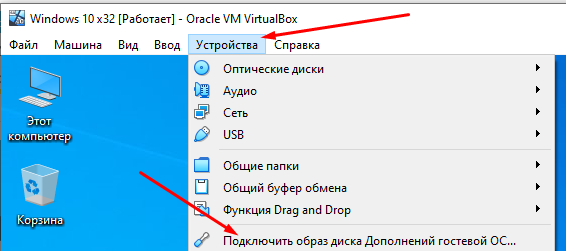 Windows 10 x32 [Работает] - Oracle VM VirtualBox
Файл Машина Вид Ввод Устройства Справка
Оптические диски
Аудио
Сеть
USB
Общие папки
Общий буфер обмена
Функция Drag and Drop
Подключить образ диска Дополнений гостевой ОС...
Этот
компьютер
Корзина